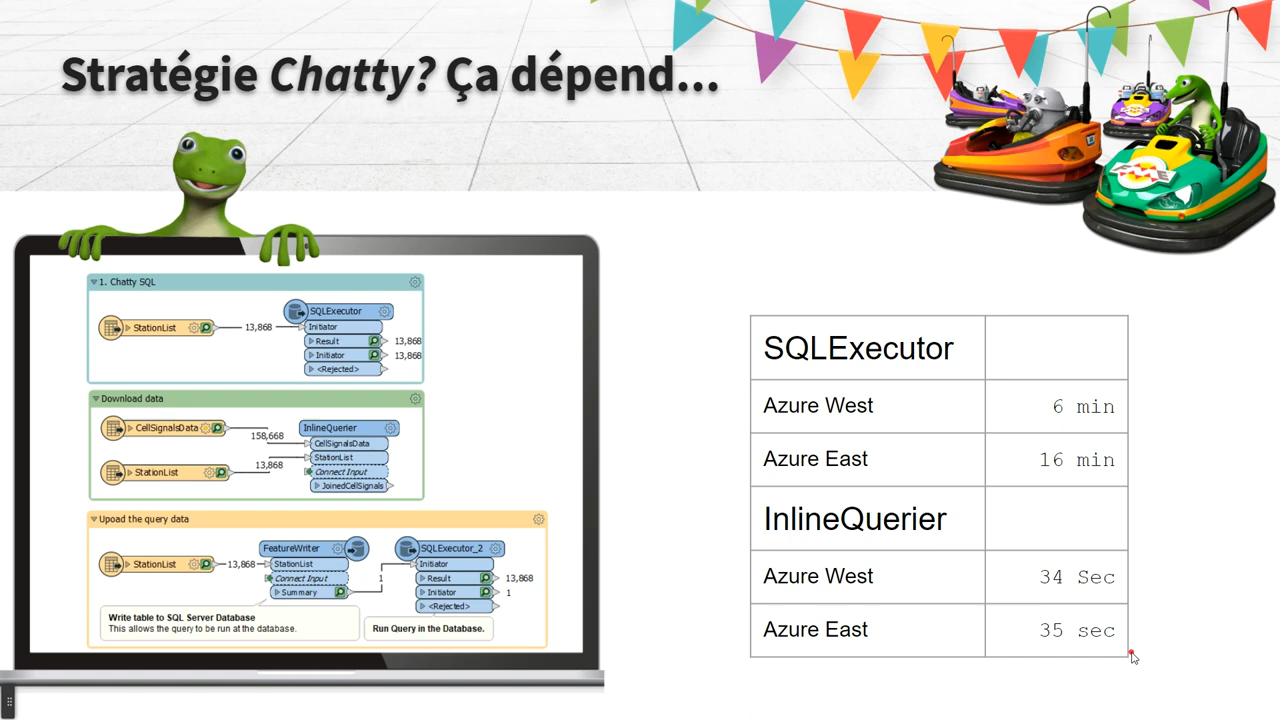 Stratégie Chatty? Ça dépend...
1. Chatty SQL
StationList
13,868
SQLExecutor
Initiator
Result
13,868
Initiator
13,868
<Rejected>
Download data
CellSignalsData
158,668
StationList
13,868
InlineQuerier
CellSignalsData
StationList
Connect Input
JoinedCellSignals
Upoad the query data
StationList
13,868
FeatureWriter
StationList
Connect Input
Summary
1
SQLExecutor_2
Initiator
Result
13,868
Initiator
1
<Rejected>
Write table to SQL Server Database
This allows the query to be run at the database.
Run Query in the Database.
SQLExecutor
Azure West 6 min
Azure East 16 min
InlineQuerier
Azure West 34 Sec
Azure East 35 sec